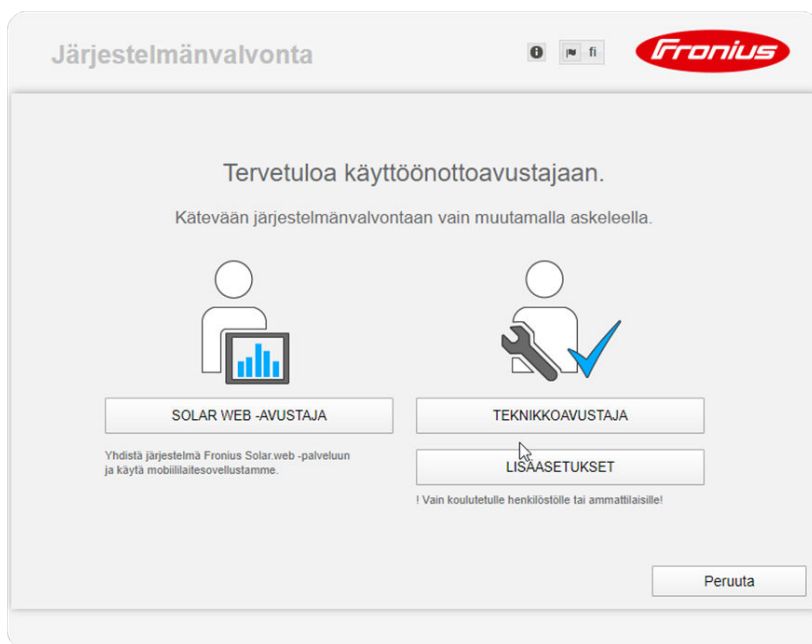 Järjestelmänvalvonta
fi
Fronius
Tervetuloa käyttöönottoavustajaan.
Kätevään järjestelmänvalvontaan vain muutamalla askeleella.
SOLAR WEB -AVUSTAJA
Yhdistä järjestelmä Fronius Solar.web -palveluun
ja käytä mobiililaitesovellustamme.
TEKNIKKOAVUSTAJA
LISÄASETUKSET
! Vain koulutetulle henkilöstölle tai ammattilaisille!
Peruuta